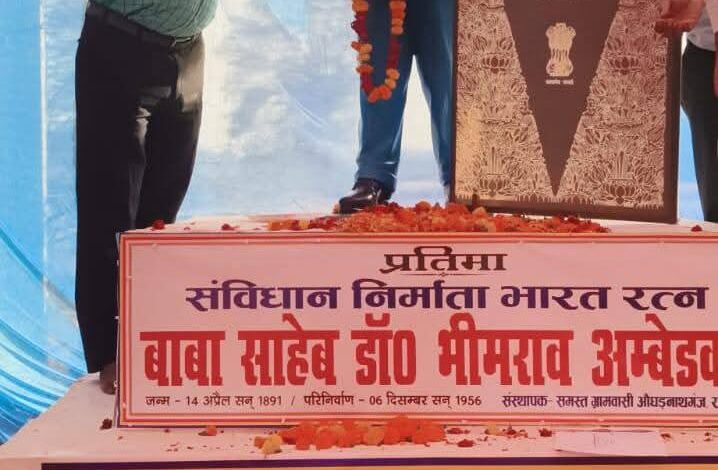 प्रतिमा
संविधान निर्माता भारत रत्न
बाबा साहेब डॉ0 भीमराव अम्बेडक
जन्म - 14 अप्रैल सन् 1891 / परिनिर्वाण - 06 दिसम्बर सन् 1956 संस्थापक- समस्त ग्रामवासी औघड़नाथगंज र